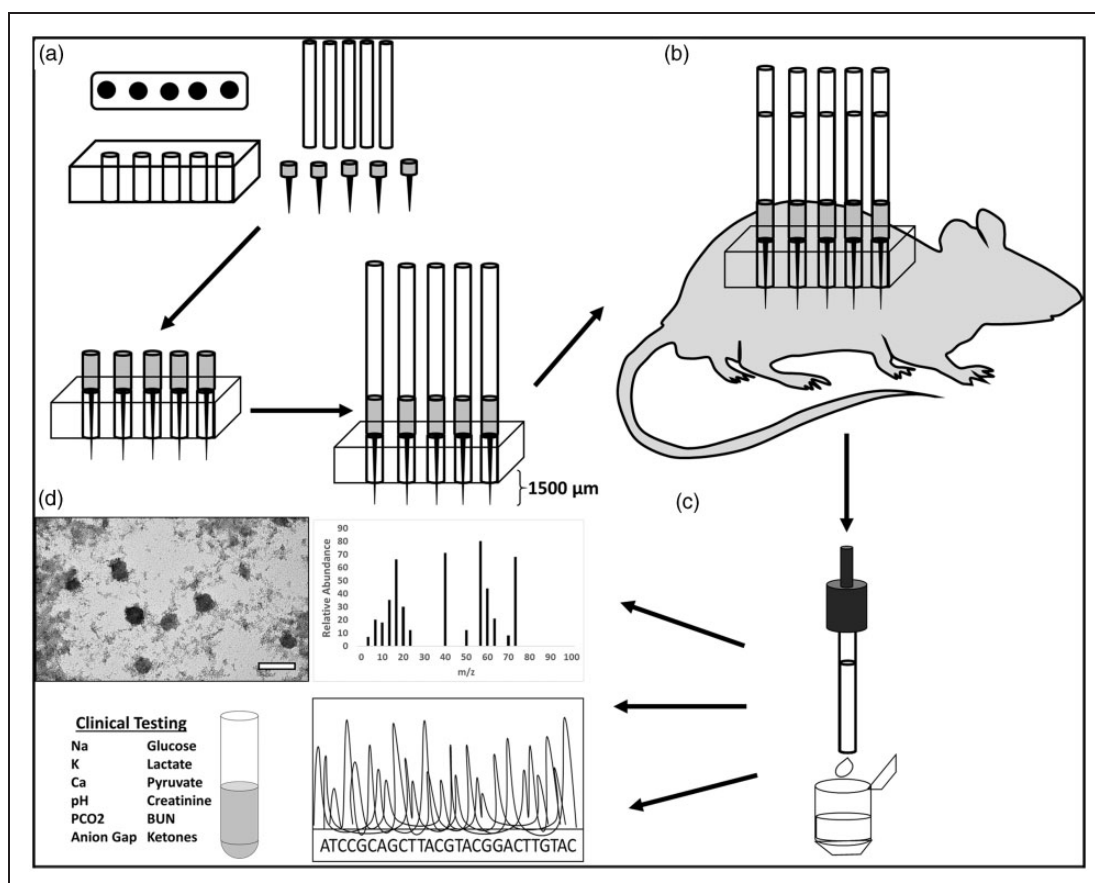 (a)
(b)
1500 μm
(c)
(d)
Relative Abundance
90
80
70
60
50
40
30
20
10
0
0 10 20 30 40 50 60 70 80 90 100
m/z
Clinical Testing
Na Glucose
K Lactate
Ca Pyruvate
pH Creatinine
PCO2 BUN
Anion Gap Ketones
ATCCGCAGCTTACGTACGGACTTGTAC